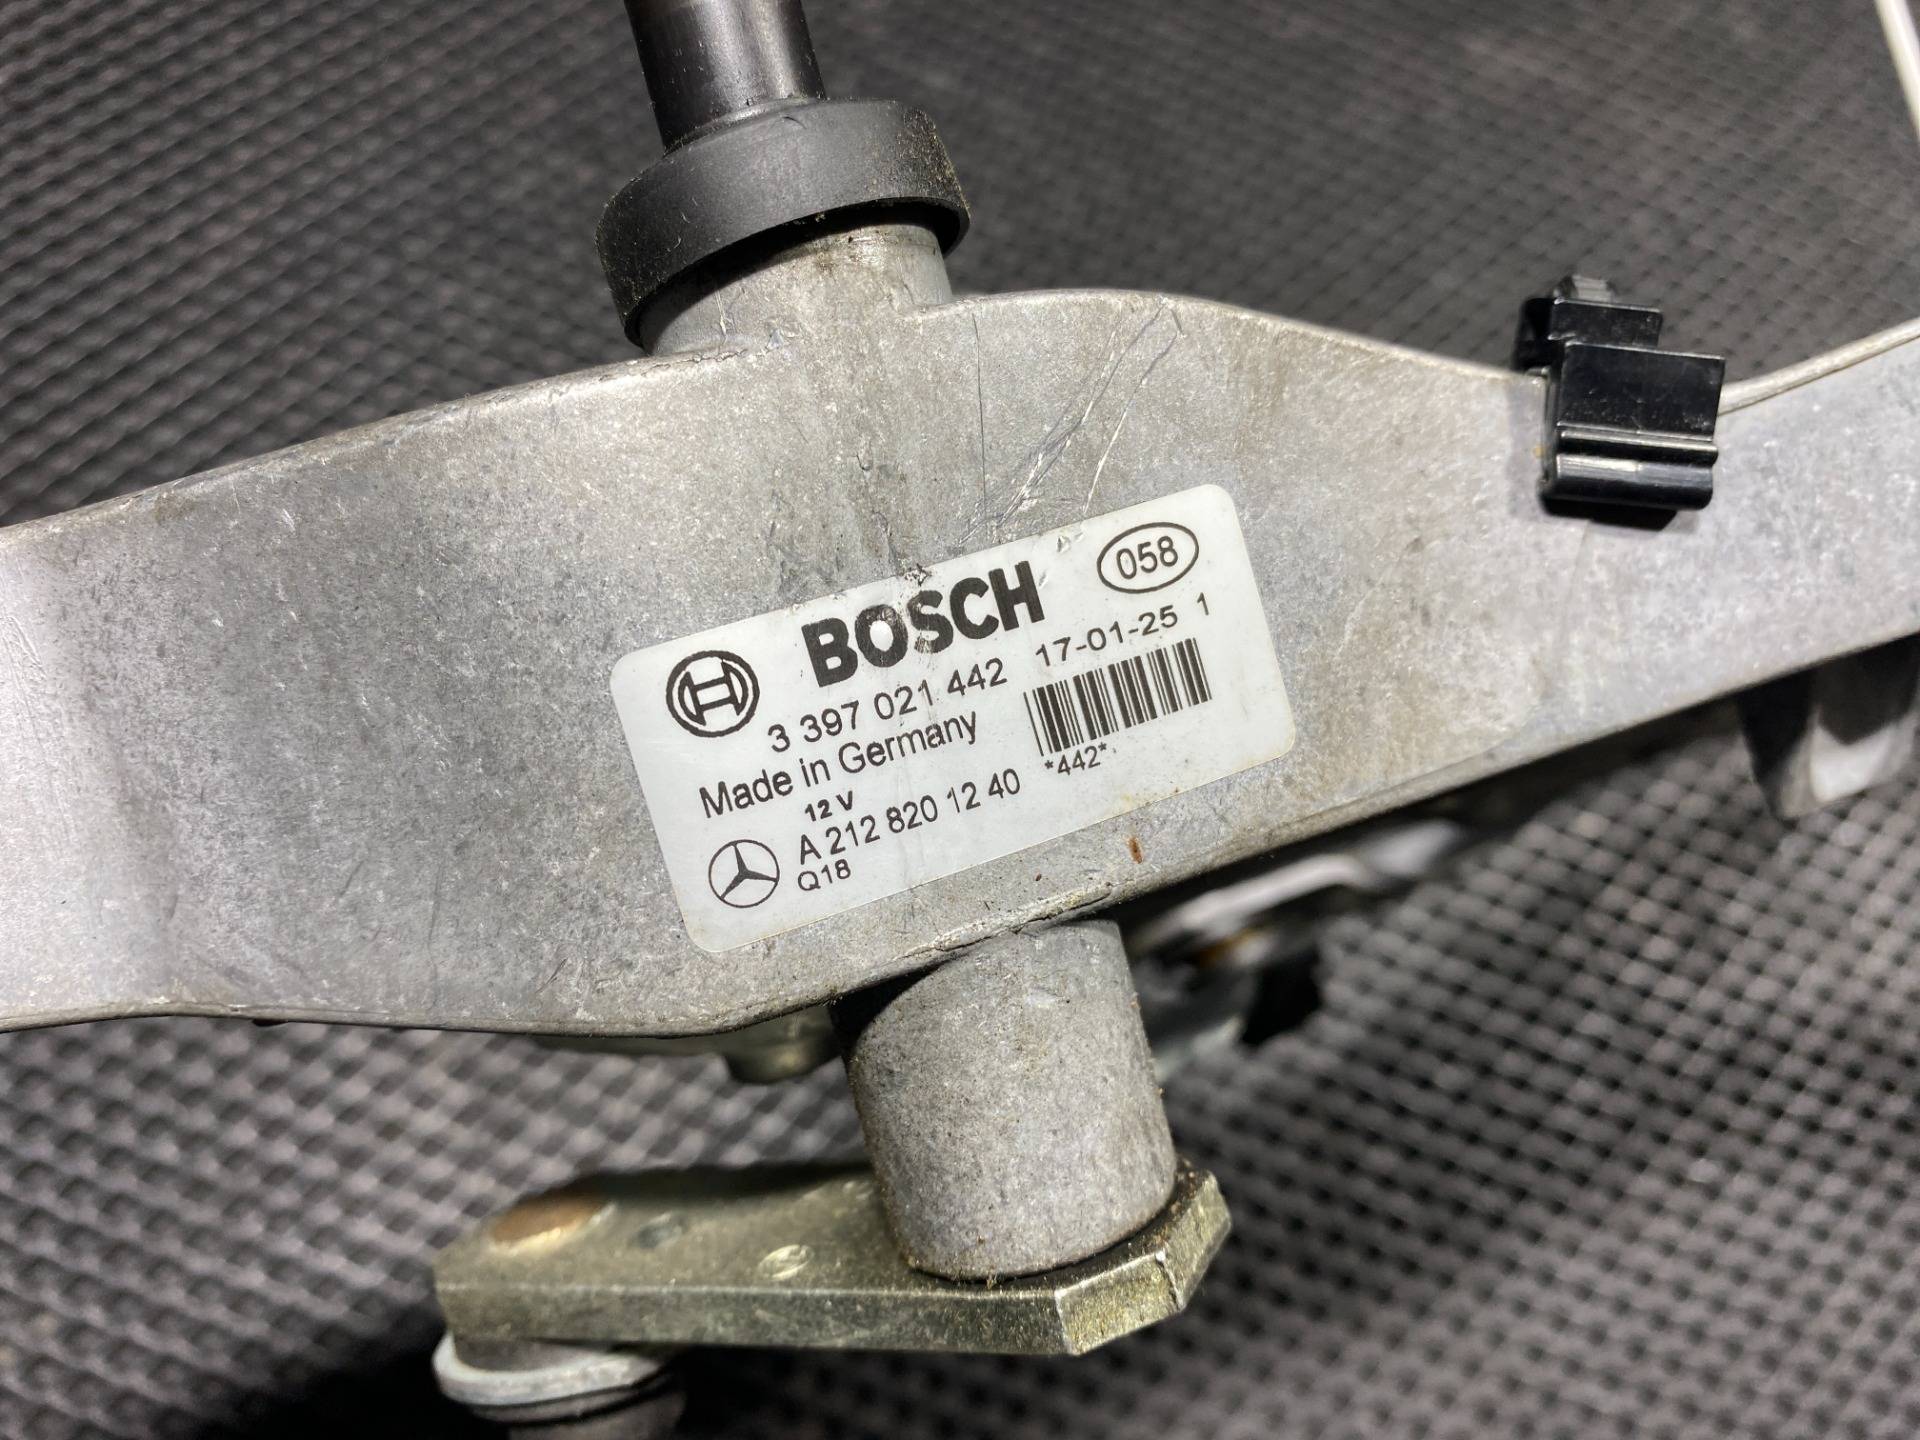 BOSCH 058
3 397 021 442 17-01-25 1
Made in Germany
12 V *442*
A 212 820 12 40
Q18